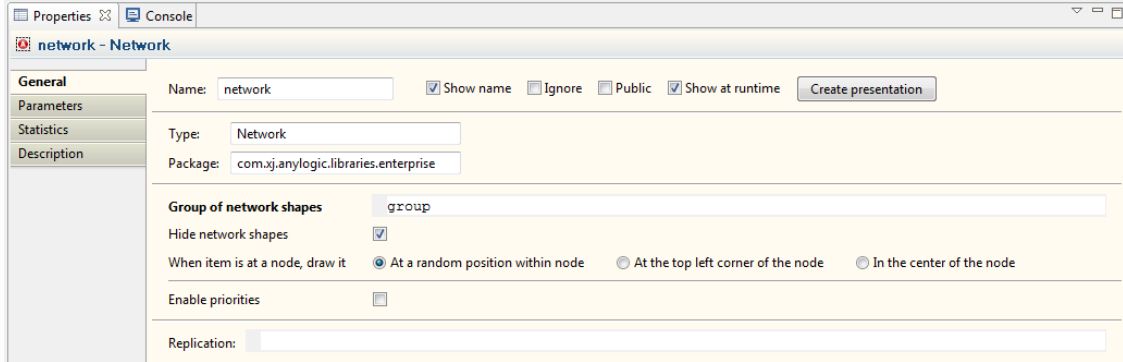 Properties Console
network - Network
General
Parameters
Statistics
Description
Name: network Show name Ignore Public Show at runtime Create presentation
Type: Network
Package: com.xj.anylogic.libraries.enterprise
Group of network shapes group
Hide network shapes
When item is at a node, draw it At a random position within node At the top left corner of the node In the center of the node
Enable priorities
Replication: